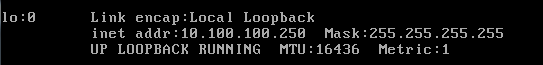 lo:0 Link encap:Local Loopback
inet addr:10.100.100.250 Mask:255.255.255.255
UP LOOPBACK RUNNING MTU:16436 Metric:1